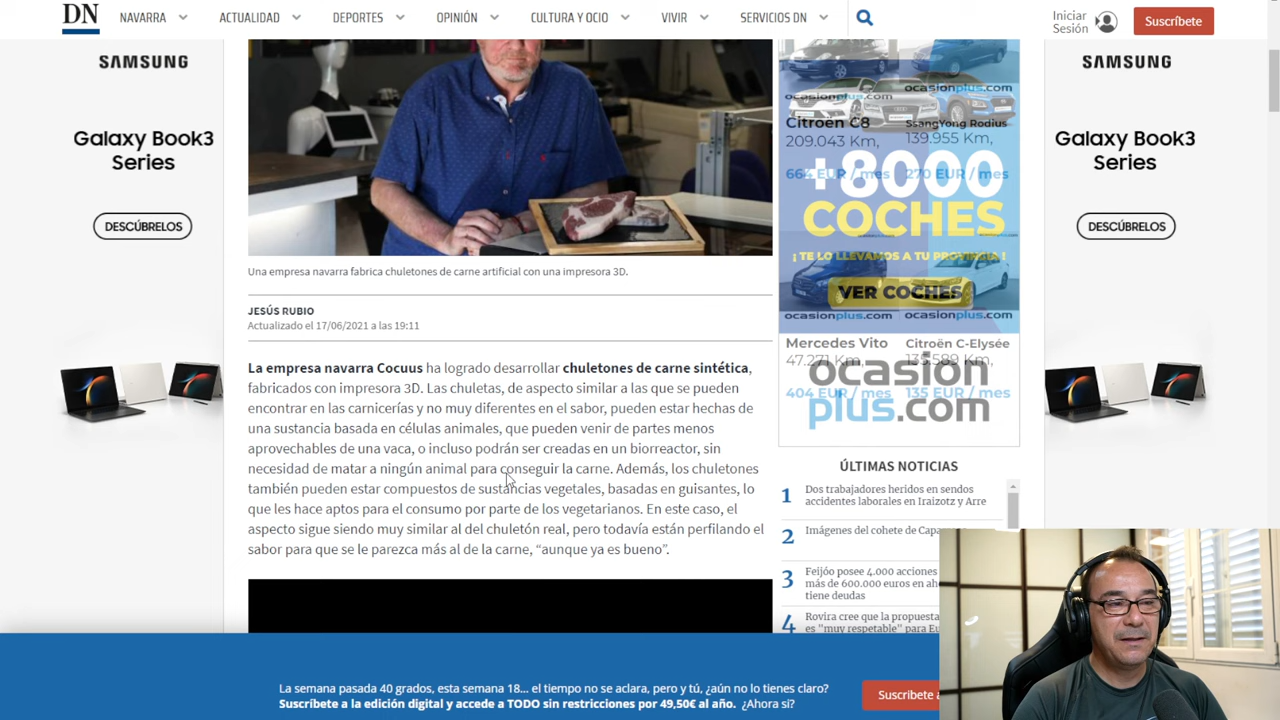 DN
NAVARRA
ACTUALIDAD
DEPORTES
OPINIÓN
CULTURA Y OCIO
VIVIR
SERVICIOS DN
Iniciar
Sesión
Suscríbete
SAMSUNG
Galaxy Book3
Series
DESCÚBRELOS
Una empresa navarra fabrica chuletones de carne artificial con una impresora 3D.
JESÚS RUBIO
Actualizado el 17/06/2021 a las 19:11
La empresa navarra Cocuus ha logrado desarrollar chuletones de carne sintética,
fabricados con impresora 3D. Las chuletas, de aspecto similar a las que se pueden
encontrar en las carnicerías y no muy diferentes en el sabor, pueden estar hechas de
una sustancia basada en células animales, que pueden venir de partes menos
aprovechables de una vaca, o incluso podrán ser creadas en un biorreactor, sin
necesidad de matar a ningún animal para conseguir la carne. Además, los chuletones
también pueden estar compuestos de sustancias vegetales, basadas en guisantes, lo
que les hace aptos para el consumo por parte de los vegetarianos. En este caso, el
aspecto sigue siendo muy similar al del chuletón real, pero todavía están perfilando el
sabor para que se le parezca más al de la carne, “aunque ya es bueno”.
ocasionplus.com
ocasionplus.com
Citroën C8
209.043 Km,
664 EUR / mes
SsangYong Rodius
139.955 Km,
270 EUR / mes
+8000
COCHES
¡ TE LO LLEVAMOS A TU PROVINCIA !
VER COCHES
ocasionplus.com
ocasionplus.com
Mercedes Vito
47.271 Km,
404 EUR / mes
Citroën C-Elysée
135.589 Km,
135 EUR / mes
ocasion
plus.com
ÚLTIMAS NOTICIAS
1 Dos trabajadores heridos en sendos
accidentes laborales en Iraizotz y Arre
2 Imágenes del cohete de
3 Feijóo posee 4.000 acciones
más de 600.000 euros en
tiene deudas
4 Rovira cree que la propuesta
es "muy respetable" para
SAMSUNG
Galaxy Book3
Series
DESCÚBRELOS
La semana pasada 40 grados, esta semana 18... el tiempo no se aclara, pero y tú, ¿aún no lo tienes claro?
Suscríbete a la edición digital y accede a TODO sin restricciones por 49,50€ al año. ¿Ahora si?
Suscríbete